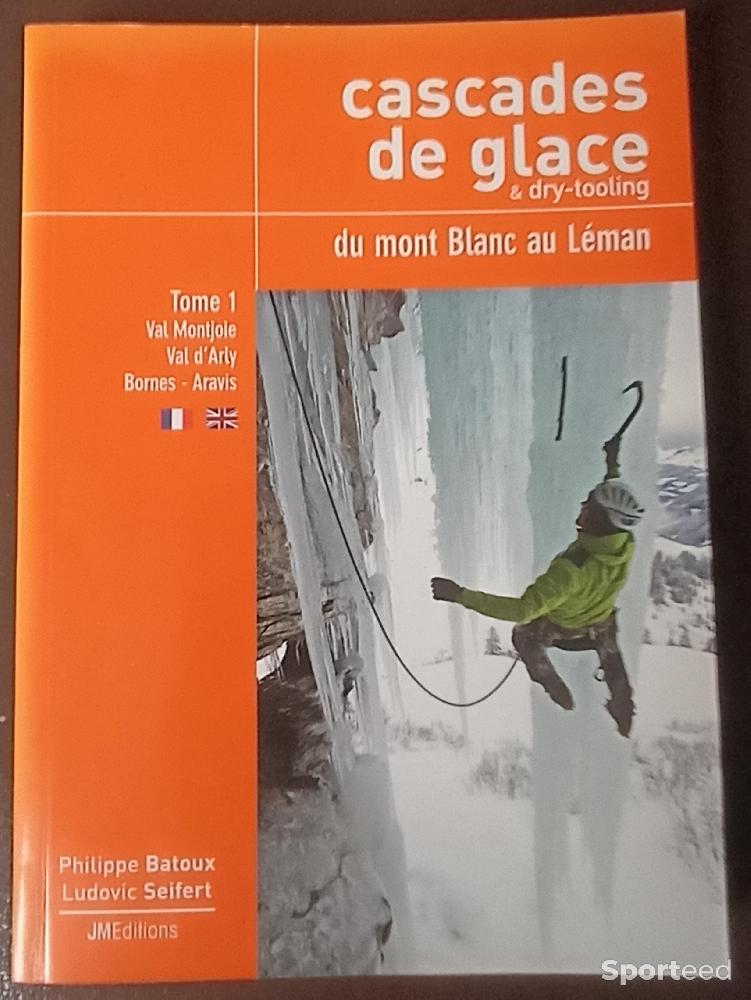 cascades
de glace
& dry-tooling
du mont Blanc au Léman
Tome 1
Val Montjoie
Val d'Arly
Bornes - Aravis
Philippe Batoux
Ludovic Seifert
JMEditions
Sporteed